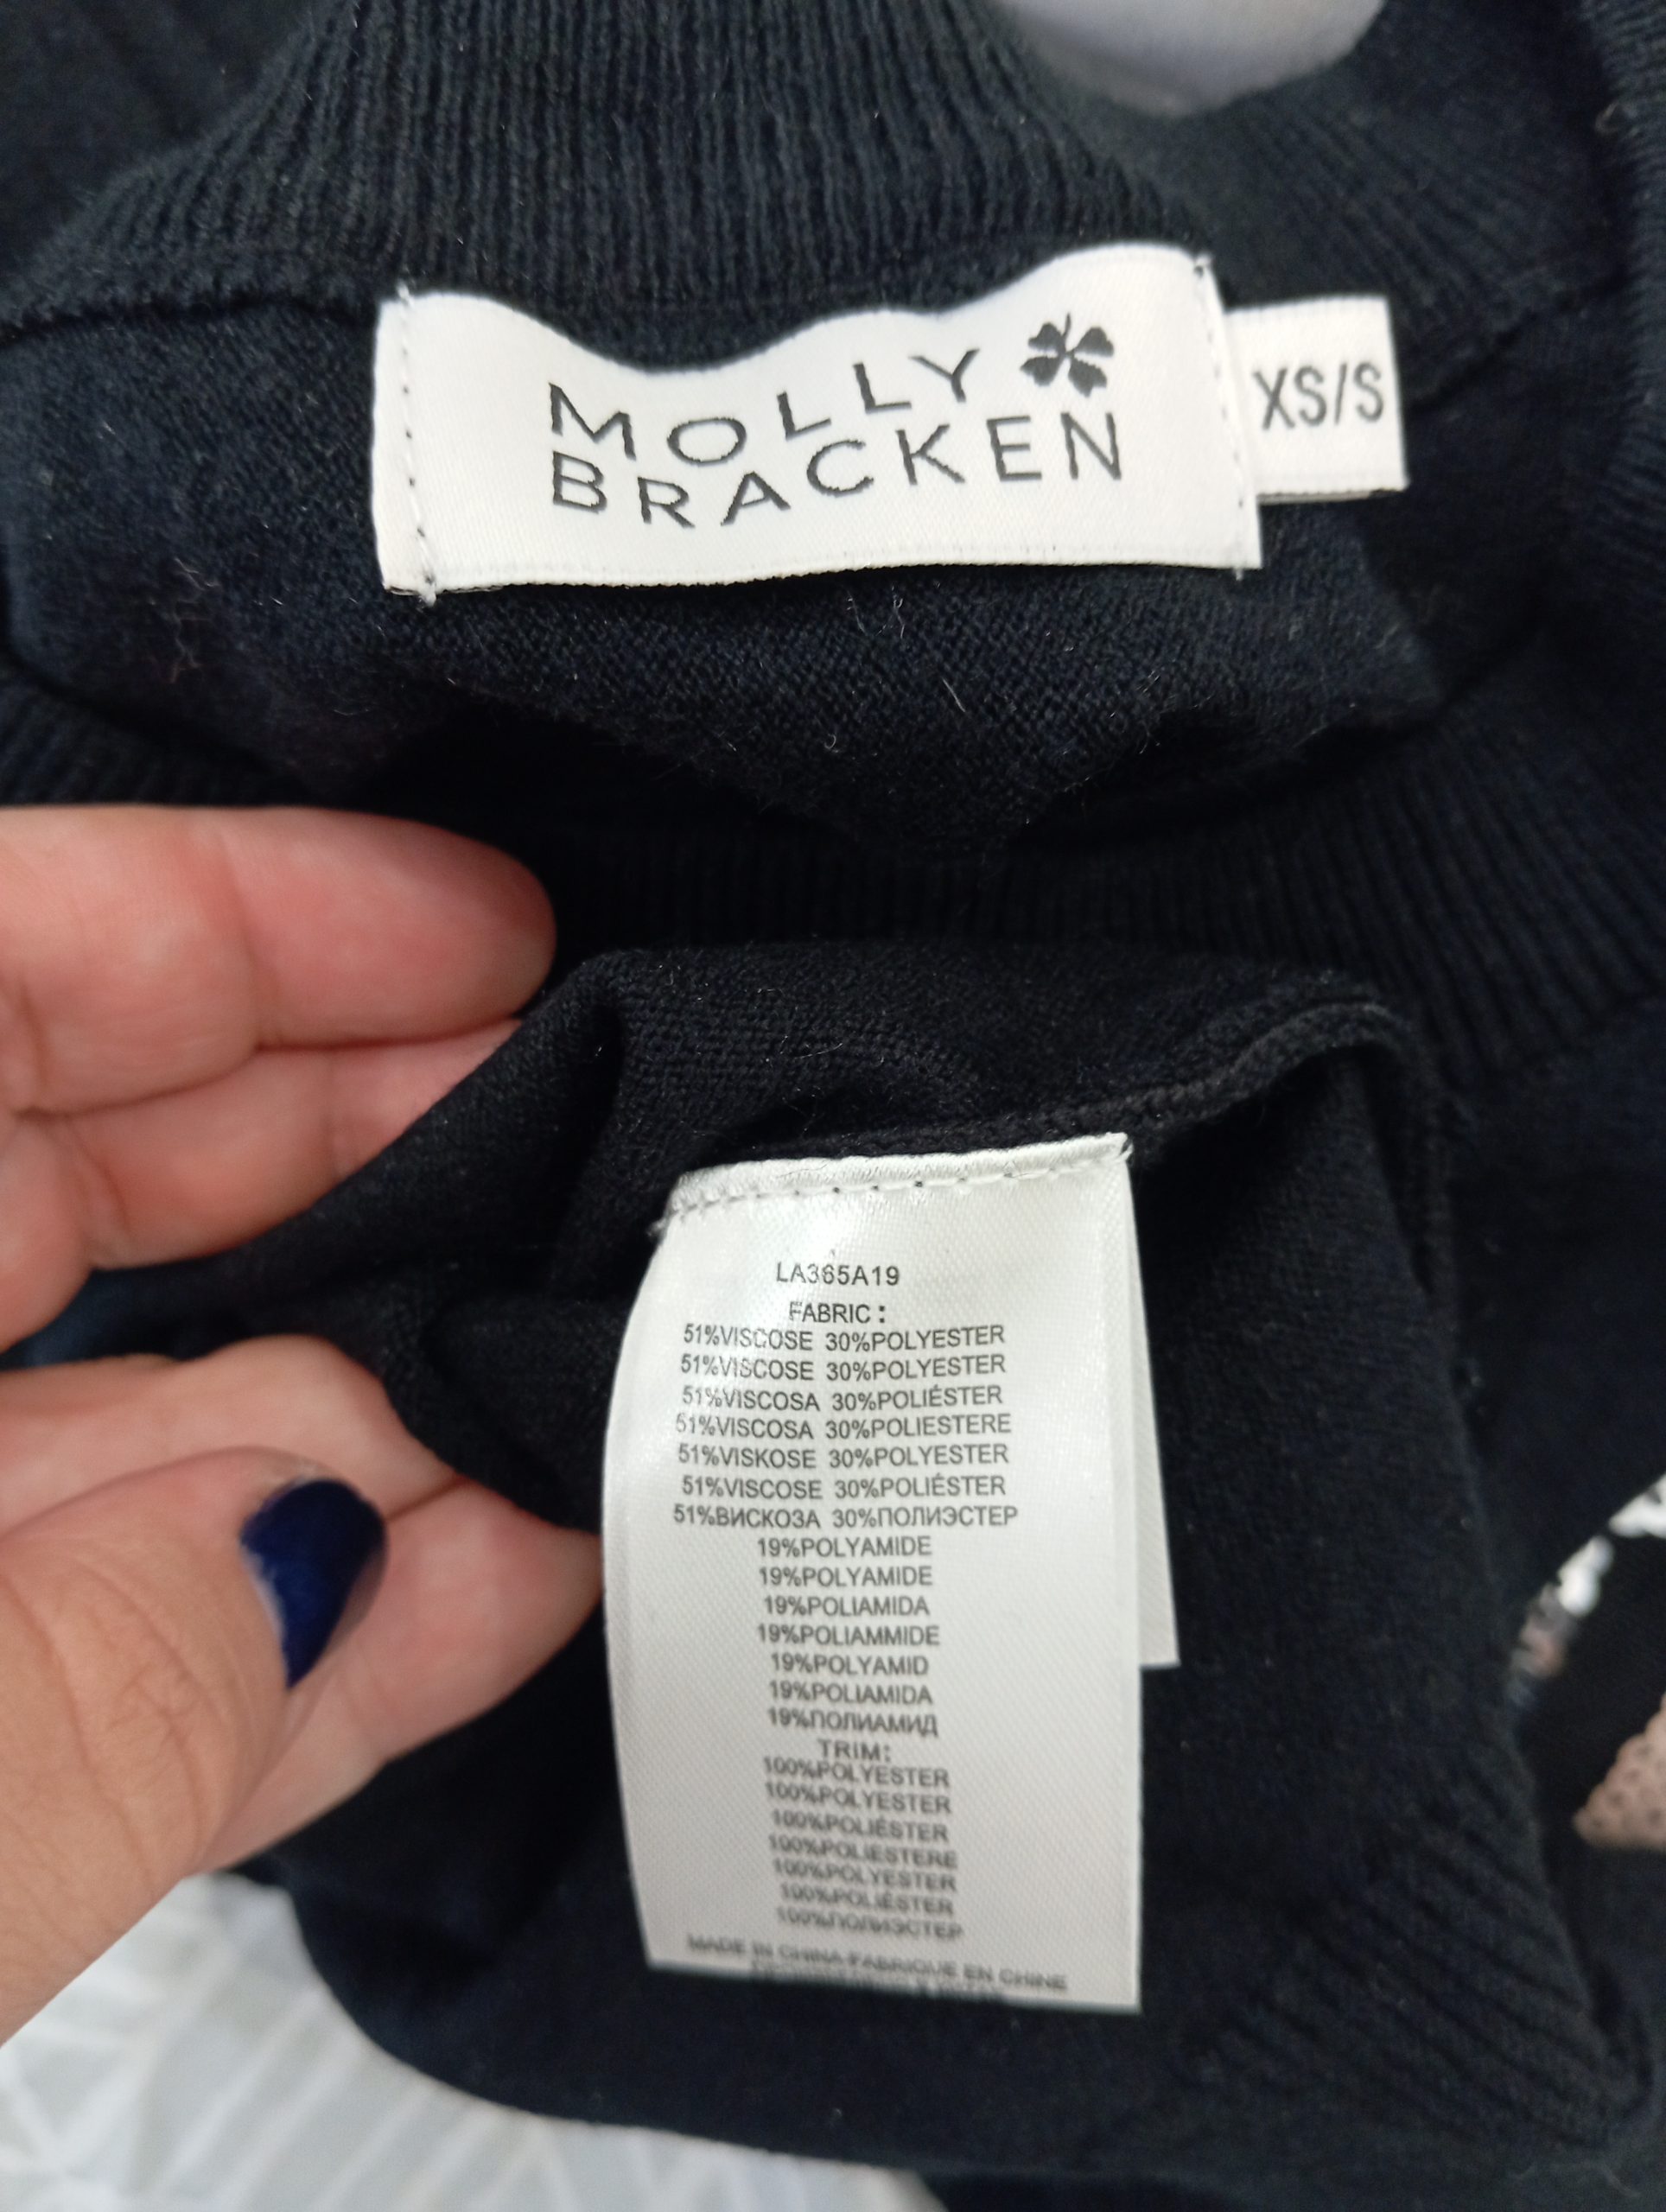 MOLLY
BRACKEN
XS/S
LA365A19
FABRIC:
51%VISCOSE 30%POLYESTER
51%VISCOSE 30%POLYESTER
51%VISCOSA 30%POLIÉSTER
51%VISCOSA 30%POLIESTERE
51%VISKOSE 30%POLYESTER
51%VISCOSE 30%POLIÉSTER
51%ВИСКОЗА 30%ПОЛИЭСТЕР
19%POLYAMIDE
19%POLYAMIDE
19%POLIAMIDA
19%POLIAMMIDE
19%POLYAMID
19%POLIAMIDA
19%ПОЛИАМИД
TRIM:
100%POLYESTER
100%POLYESTER
100%POLIÉSTER
100%POLIESTERE
100%POLYESTER
100%POLIÉSTER
100%ПОЛИЭСТЕР
MADE IN CHINA-FABRIQUE EN CHINE